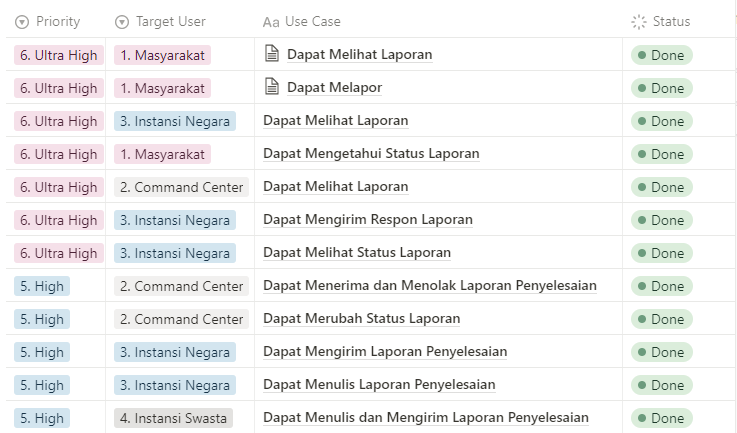 Priority Target User Aa Use Case Status
6. Ultra High 1. Masyarakat Dapat Melihat Laporan Done
6. Ultra High 1. Masyarakat Dapat Melapor Done
6. Ultra High 3. Instansi Negara Dapat Melihat Laporan Done
6. Ultra High 1. Masyarakat Dapat Mengetahui Status Laporan Done
6. Ultra High 2. Command Center Dapat Melihat Laporan Done
6. Ultra High 3. Instansi Negara Dapat Mengirim Respon Laporan Done
6. Ultra High 3. Instansi Negara Dapat Melihat Status Laporan Done
5. High 2. Command Center Dapat Menerima dan Menolak Laporan Penyelesaian Done
5. High 2. Command Center Dapat Merubah Status Laporan Done
5. High 3. Instansi Negara Dapat Mengirim Laporan Penyelesaian Done
5. High 3. Instansi Negara Dapat Menulis Laporan Penyelesaian Done
5. High 4. Instansi Swasta Dapat Menulis dan Mengirim Laporan Penyelesaian Done